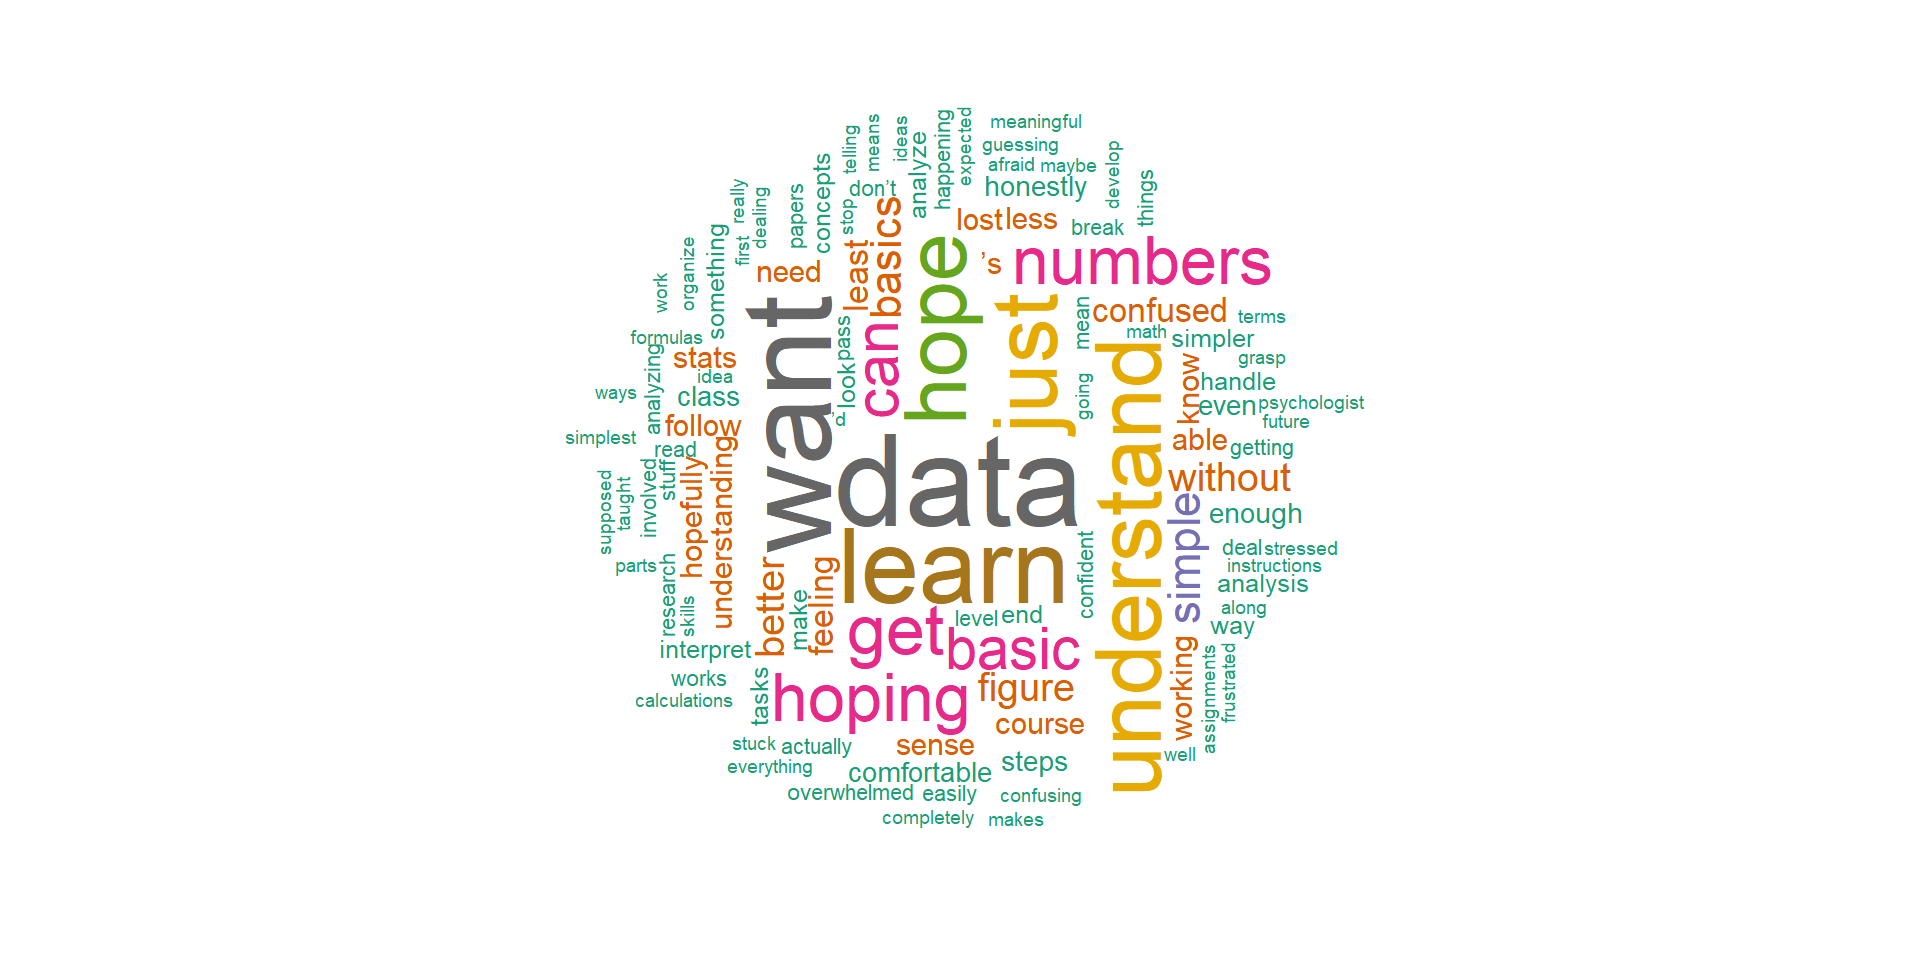 meaningful
guessing
afraid
maybe
honestly
expected
happening
analyze
ideas
means
telling
don’t
concepts
papers
dealing
really
first
something
organize
work
stop
basics
least
need
lost
less
break
develop
things
’s
numbers
hope
just
want
can
pass
look
’d
mean
going
confused
terms
math
simpler
grasp
know
handle
even
psychologist
future
able
getting
without
enough
understand
simple
formulas
stats
idea
analyzing
ways
class
follow
simplest
read
stuff
hopefully
understanding
involved
taught
supposed
parts
research
skills
data
learn
better
feeling
make
confident
deal
stressed
instructions
analysis
along
way
level
end
get
basic
interpret
works
calculations
tasks
hoping
figure
working
assignments
frustrated
course
well
stuck
actually
sense
everything
comfortable
steps
overwhelmed
easily
confusing
completely
makes